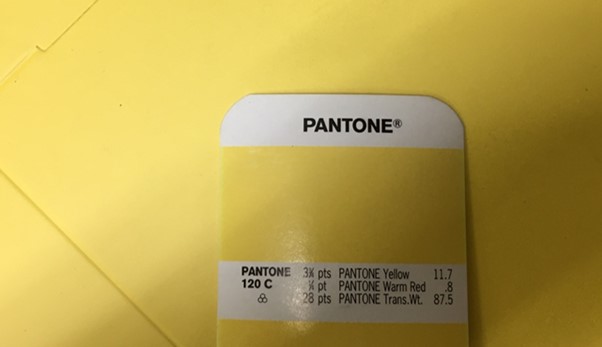 PANTONE®
PANTONE 3¾ pts PANTONE Yellow 11.7
120 C ¼ pt PANTONE Warm Red .8
28 pts PANTONE Trans.Wt. 87.5